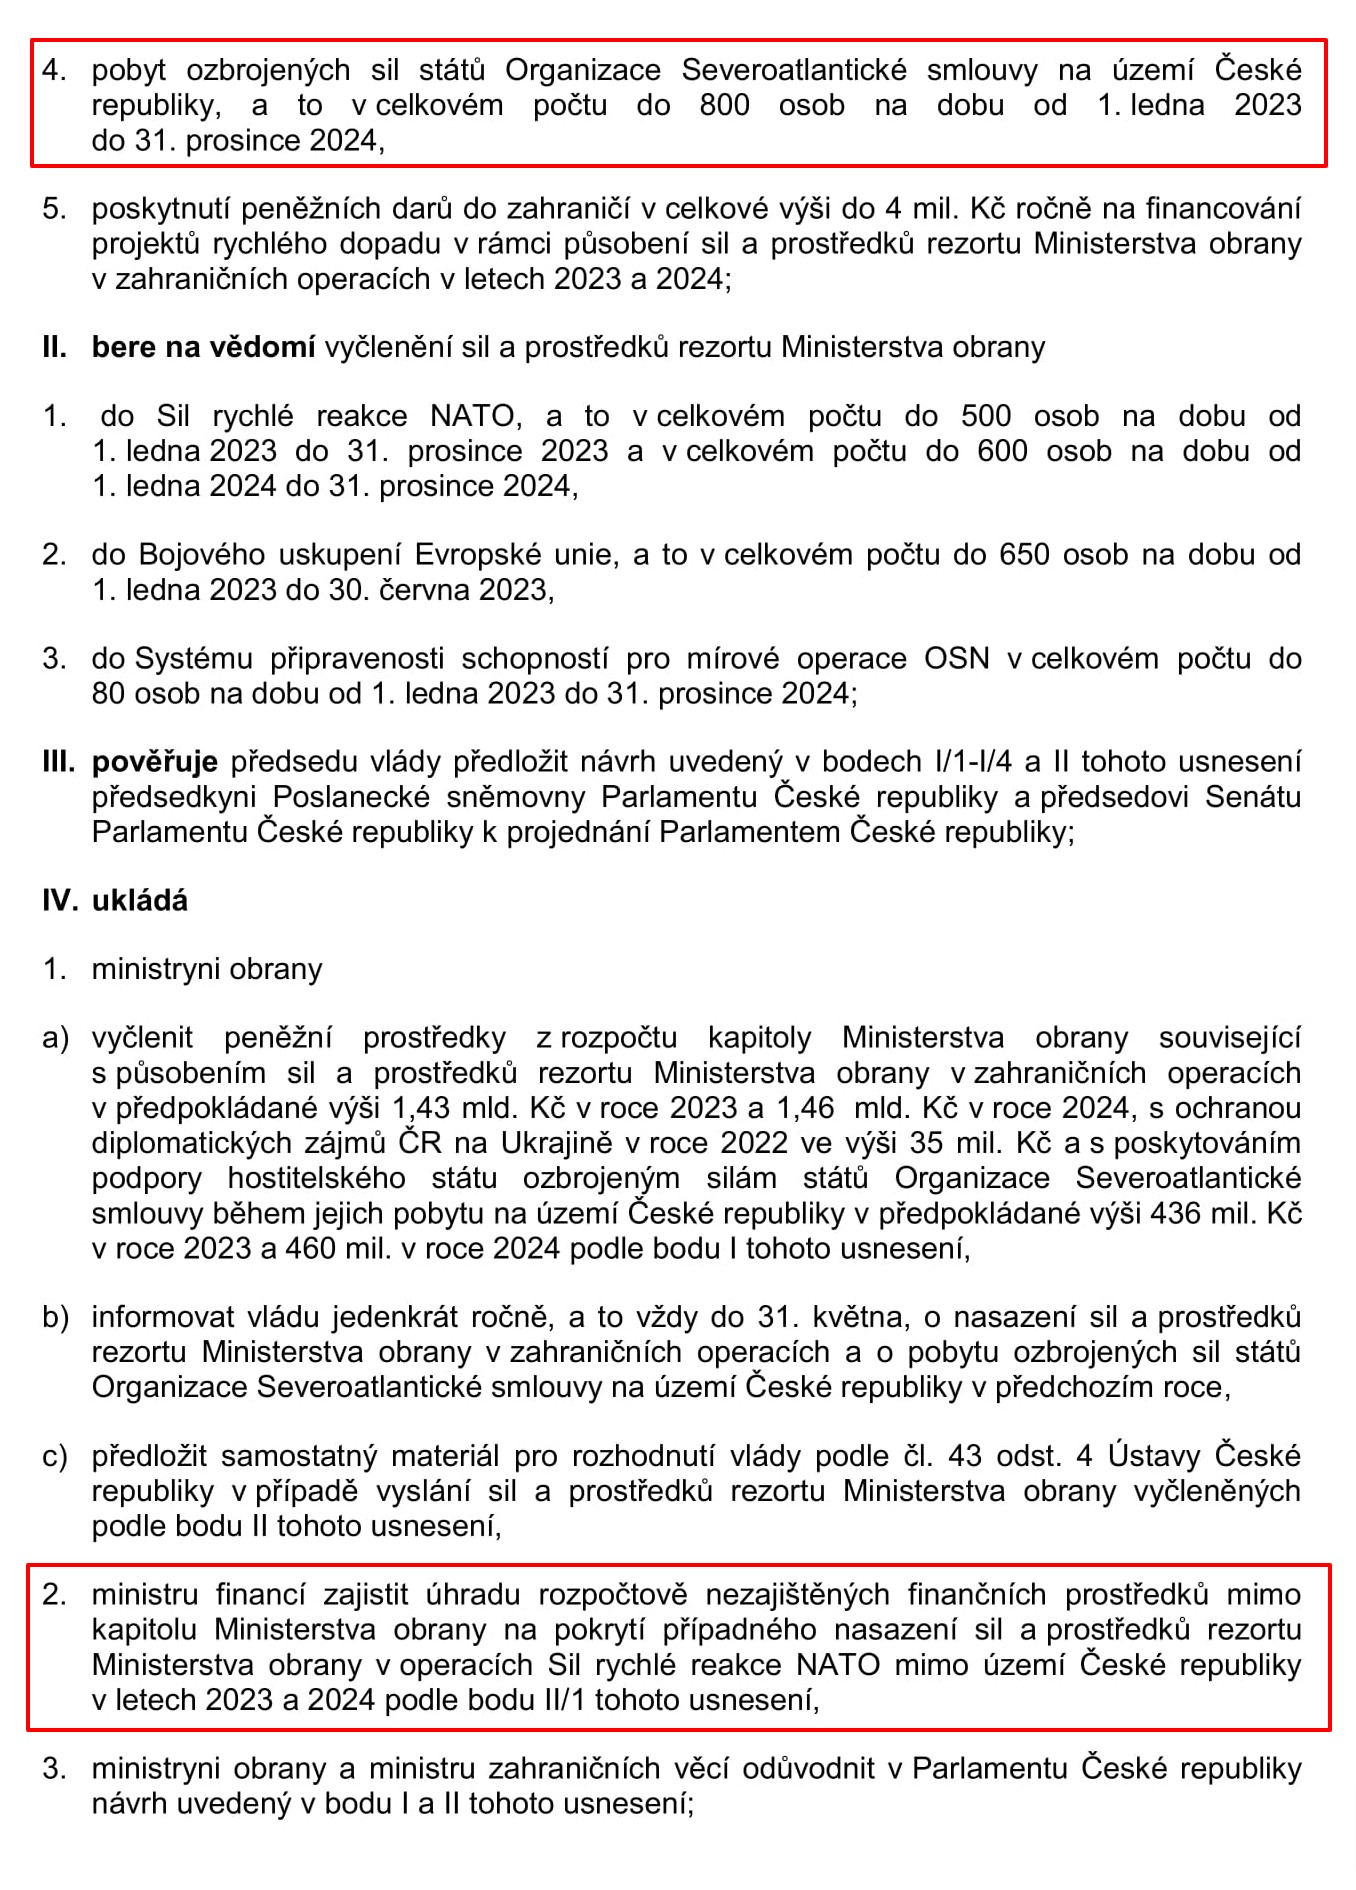 4. pobyt ozbrojených sil států Organizace Severoatlantické smlouvy na území České
republiky, a to v celkovém počtu do 800 osob na dobu od 1. ledna 2023
do 31. prosince 2024,
5. poskytnutí peněžních darů do zahraničí v celkové výši do 4 mil. Kč ročně na financování
projektů rychlého dopadu v rámci působení sil a prostředků rezortu Ministerstva obrany
v zahraničních operacích v letech 2023 a 2024;
II. bere na vědomí vyčlenění sil a prostředků rezortu Ministerstva obrany
1. do Sil rychlé reakce NATO, a to v celkovém počtu do 500 osob na dobu od
1. ledna 2023 do 31. prosince 2023 a v celkovém počtu do 600 osob na dobu od
1. ledna 2024 do 31. prosince 2024,
2. do Bojového uskupení Evropské unie, a to v celkovém počtu do 650 osob na dobu od
1. ledna 2023 do 30. června 2023,
3. do Systému připravenosti schopností pro mírové operace OSN v celkovém počtu do
80 osob na dobu od 1. ledna 2023 do 31. prosince 2024;
III. pověřuje předsedu vlády předložit návrh uvedený v bodech I/1-I/4 a II tohoto usnesení
předsedkyni Poslanecké sněmovny Parlamentu České republiky a předsedovi Senátu
Parlamentu České republiky k projednání Parlamentem České republiky;
IV. ukládá
1. ministryni obrany
a) vyčlenit peněžní prostředky z rozpočtu kapitoly Ministerstva obrany související
s působením sil a prostředků rezortu Ministerstva obrany v zahraničních operacích
v předpokládané výši 1,43 mld. Kč v roce 2023 a 1,46 mld. Kč v roce 2024, s ochranou
diplomatických zájmů ČR na Ukrajině v roce 2022 ve výši 35 mil. Kč a s poskytováním
podpory hostitelského státu ozbrojeným silám států Organizace Severoatlantické
smlouvy během jejich pobytu na území České republiky v předpokládané výši 436 mil. Kč
v roce 2023 a 460 mil. v roce 2024 podle bodu I tohoto usnesení,
b) informovat vládu jedenkrát ročně, a to vždy do 31. května, o nasazení sil a prostředků
rezortu Ministerstva obrany v zahraničních operacích a o pobytu ozbrojených sil států
Organizace Severoatlantické smlouvy na území České republiky v předchozím roce,
c) předložit samostatný materiál pro rozhodnutí vlády podle čl. 43 odst. 4 Ústavy České
republiky v případě vyslání sil a prostředků rezortu Ministerstva obrany vyčleněných
podle bodu II tohoto usnesení,
2. ministru financí zajistit úhradu rozpočtově nezajištěných finančních prostředků mimo
kapitolu Ministerstva obrany na pokrytí případného nasazení sil a prostředků rezortu
Ministerstva obrany v operacích Sil rychlé reakce NATO mimo území České republiky
v letech 2023 a 2024 podle bodu II/1 tohoto usnesení,
3. ministryni obrany a ministru zahraničních věcí odůvodnit v Parlamentu České republiky
návrh uvedený v bodu I a II tohoto usnesení;